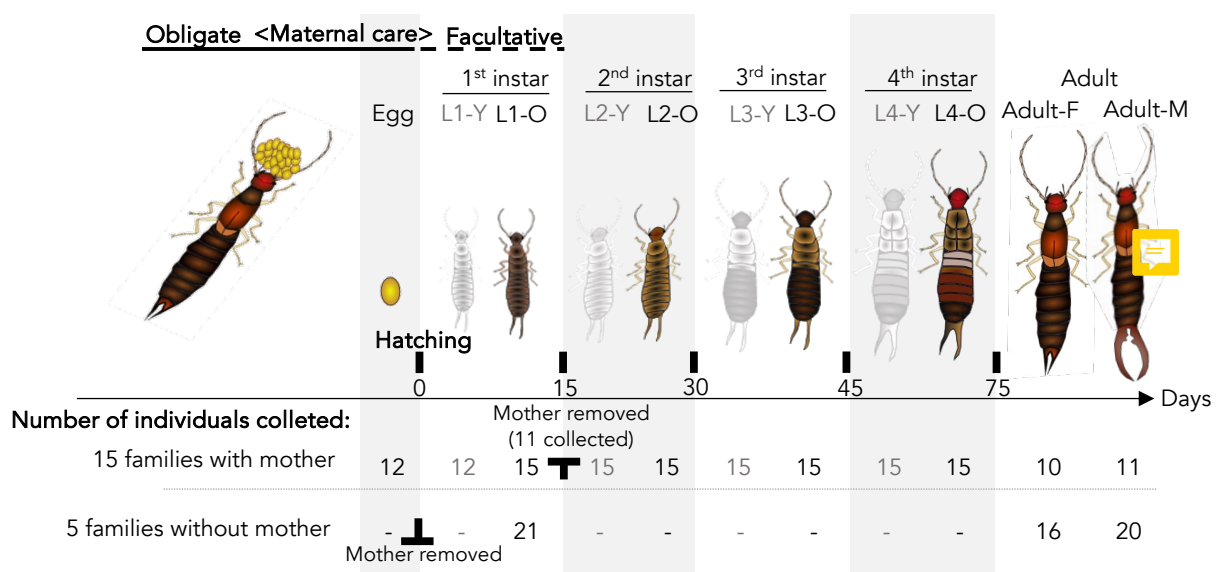 Obligate <Maternal care> Facultative
1st instar 2nd instar 3rd instar 4th instar Adult
Egg L1-Y L1-O L2-Y L2-O L3-Y L3-O L4-Y L4-O Adult-F Adult-M
Hatching
0 15 30 45 75
Days
Number of individuals colleted:
Mother removed
(11 collected)
15 families with mother 12 12 15 15 15 15 15 15 15 10 11
5 families without mother - - 21 - - - - - - 16 20
Mother removed